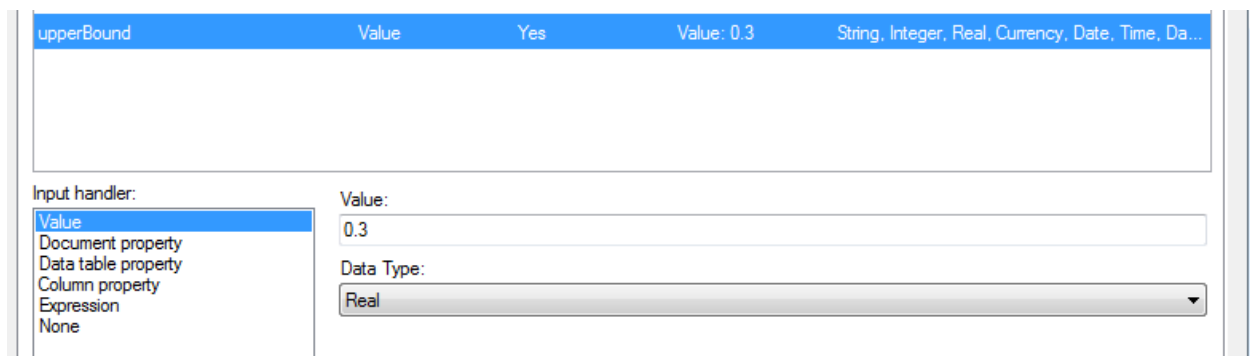 upperBound Value Yes Value: 0.3 String, Integer, Real, Currency, Date, Time, Da...
Input handler:
Value
Document property
Data table property
Column property
Expression
None
Value:
0.3
Data Type:
Real